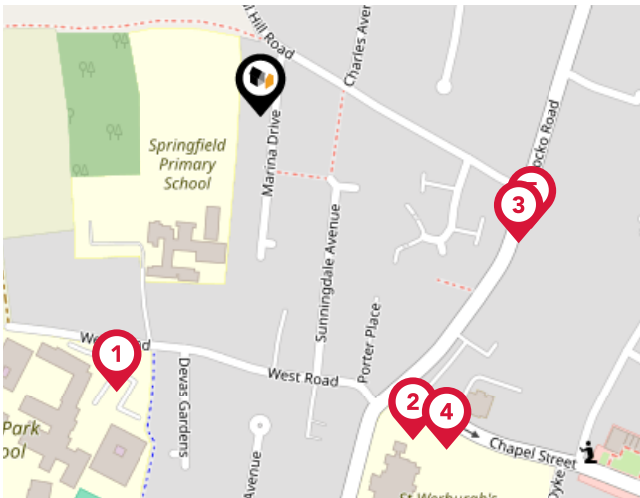 l Hill Road
Charles Aven
ocko Road
Marina Drive
Springfield
Primary
School
3
Sunningdale Avenue
Porter Place
We
d
1
West Road
Devas Gardens
2
4
Park
ool
Chapel Street
Avenue
Dyke
St Werburgh's